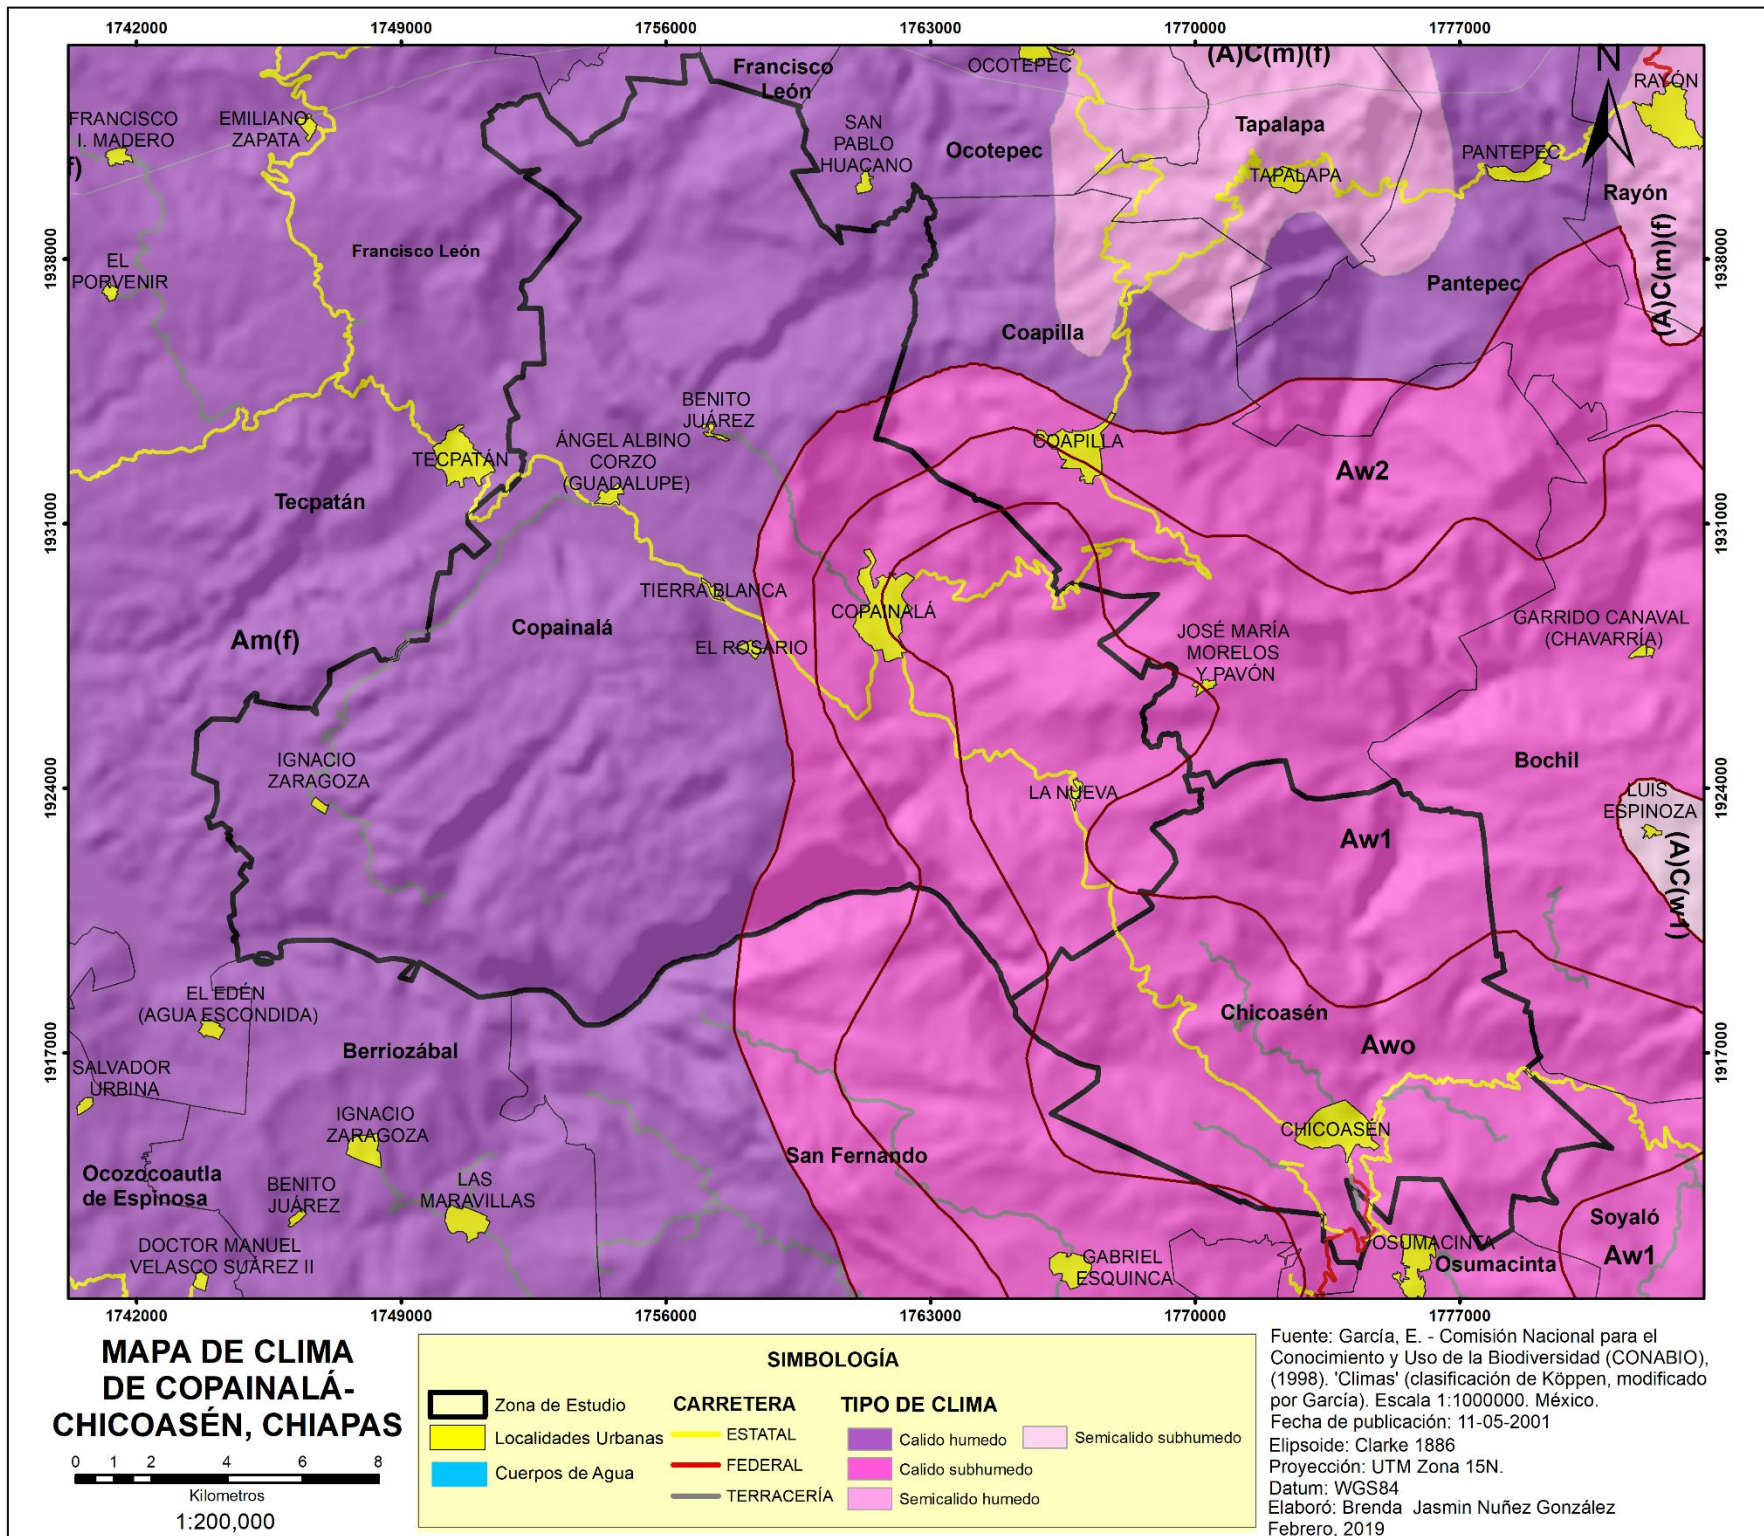 1742000
1749000
1756000
1763000
1770000
1777000
Francisco
León
OCOTEPEC
(A)C(m)(f)
N
RAYÓN
FRANCISCO
I. MADERO
EMILIANO
ZAPATA
SAN
PABLO
HUACANO
Ocotepec
Tapalapa
TAPALAPA
PANTEPEC
Rayón
f)
1938000
EL
PORVENIR
Francisco León
Coapilla
Pantepec
(A)C(m)(f)
1938000
BENITO
JUÁREZ
TECPATÁN
ÁNGEL ALBINO
CORZO
(GUADALUPE)
COAPILLA
Aw2
Tecpatán
1931000
1931000
TIERRA BLANCA
COPAINALÁ
Copainalá
EL ROSARIO
Am(f)
JOSÉ MARÍA
MORELOS
Y PAVÓN
GARRIDO CANAVAL
(CHAVARRÍA)
IGNACIO
ZARAGOZA
LA NUEVA
Bochil
1924000
1924000
LUIS
ESPINOZA
Aw1
(A)C(w1)
EL EDÉN
(AGUA ESCONDIDA)
Chicoasén
Berriozábal
Awo
1917000
1917000
SALVADOR
URBINA
IGNACIO
ZARAGOZA
CHICOASÉN
San Fernando
Ocozocoautla
de Espinosa
BENITO
JUÁREZ
LAS
MARAVILLAS
Soyaló
DOCTOR MANUEL
VELASCO SUÁREZ II
GABRIEL
ESQUINCA
OSUMACINTA
Osumacinta
Aw1
1742000
1749000
1756000
1763000
1770000
1777000
MAPA DE CLIMA
DE COPAINALÁ-
CHICOASÉN, CHIAPAS
0 1 2 4 6 8
Kilometros
1:200,000
SIMBOLOGÍA
Zona de Estudio
Localidades Urbanas
Cuerpos de Agua
CARRETERA
ESTATAL
FEDERAL
TERRACERÍA
TIPO DE CLIMA
Calido humedo
Semicalido subhumedo
Calido subhumedo
Semicalido humedo
Fuente: García, E. - Comisión Nacional para el
Conocimiento y Uso de la Biodiversidad (CONABIO),
(1998). 'Climas' (clasificación de Köppen, modificado
por García). Escala 1:1000000. México.
Fecha de publicación: 11-05-2001
Elipsoide: Clarke 1886
Proyección: UTM Zona 15N.
Datum: WGS84
Elaboró: Brenda Jasmin Nuñez González
Febrero, 2019